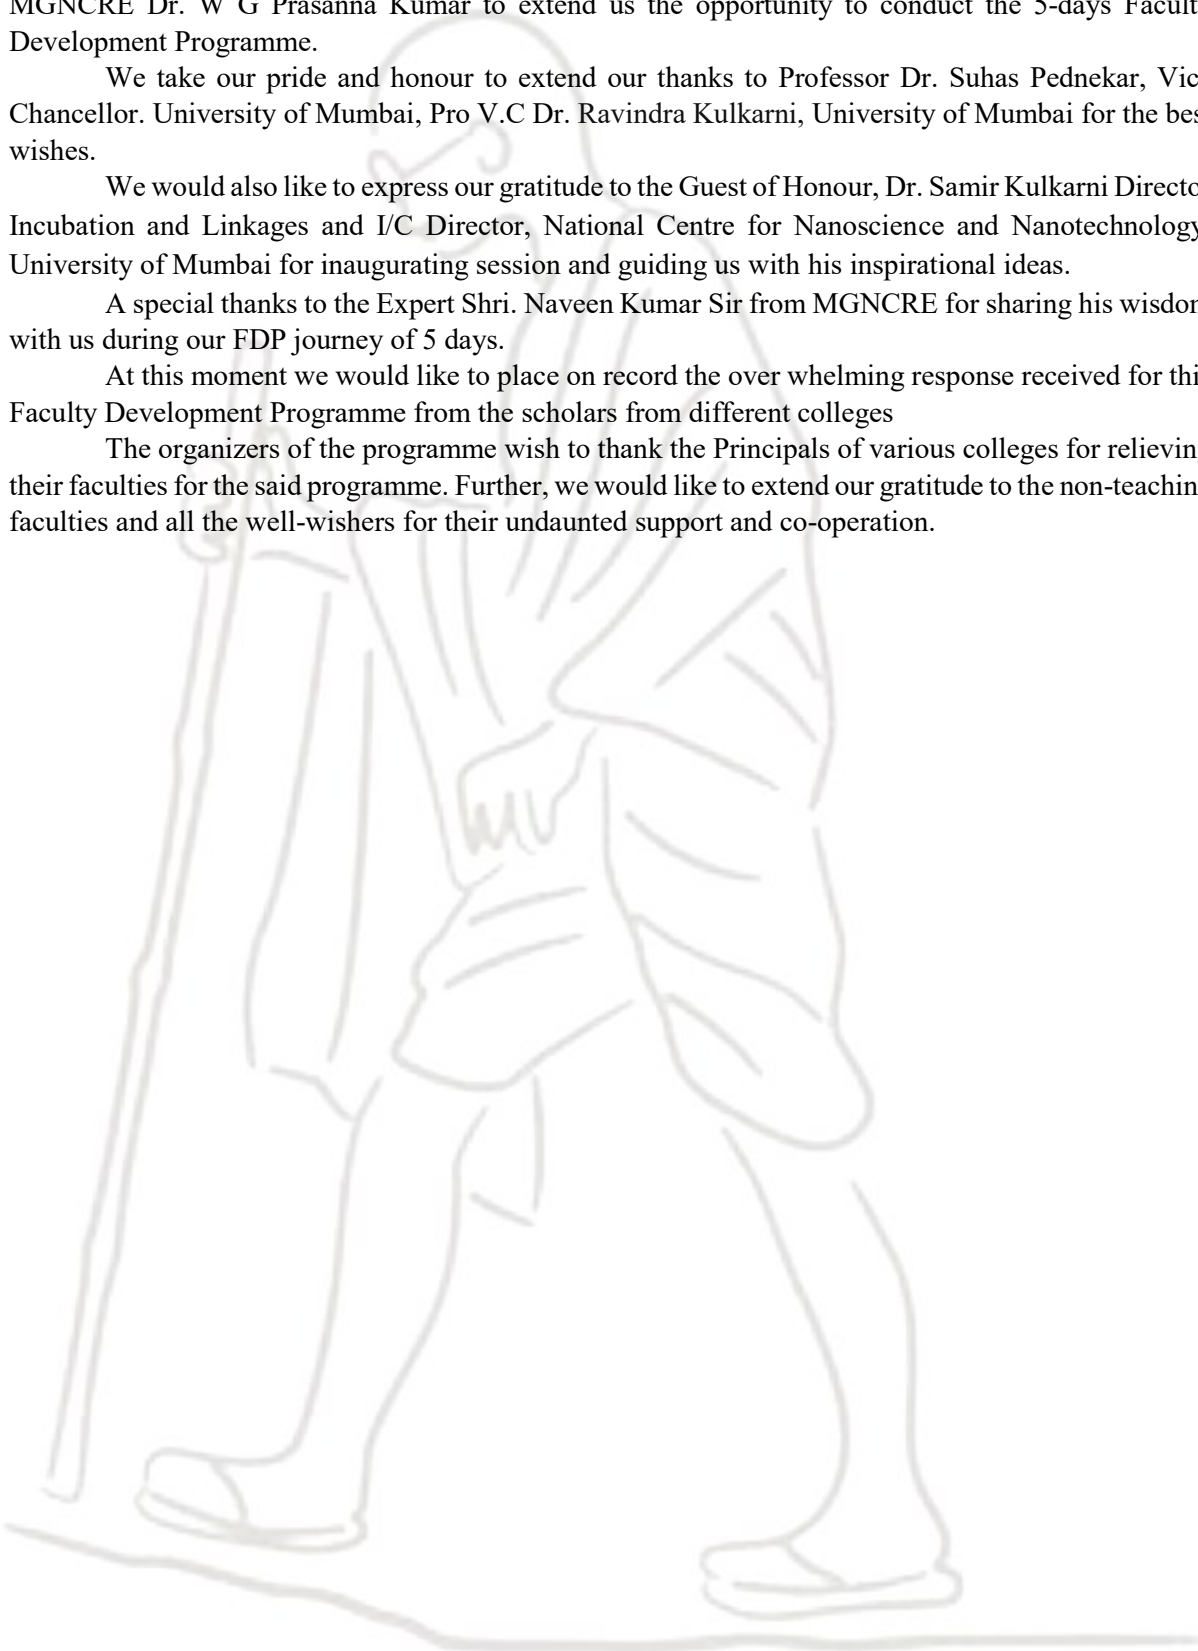 MGNCRE Dr. W G Prasanna Kumar to extend us the opportunity to conduct the 5-days Facult
Development Programme.
We take our pride and honour to extend our thanks to Professor Dr. Suhas Pednekar, Vic
Chancellor. University of Mumbai, Pro V.C Dr. Ravindra Kulkarni, University of Mumbai for the bes
wishes.
We would also like to express our gratitude to the Guest of Honour, Dr. Samir Kulkarni Directo
Incubation and Linkages and I/C Director, National Centre for Nanoscience and Nanotechnology
University of Mumbai for inaugurating session and guiding us with his inspirational ideas.
A special thanks to the Expert Shri. Naveen Kumar Sir from MGNCRE for sharing his wisdor
with us during our FDP journey of 5 days.
At this moment we would like to place on record the over whelming response received for thi
Faculty Development Programme from the scholars from different colleges
The organizers of the programme wish to thank the Principals of various colleges for relievin
their faculties for the said programme. Further, we would like to extend our gratitude to the non-teachin
faculties and all the well-wishers for their undaunted support and co-operation.